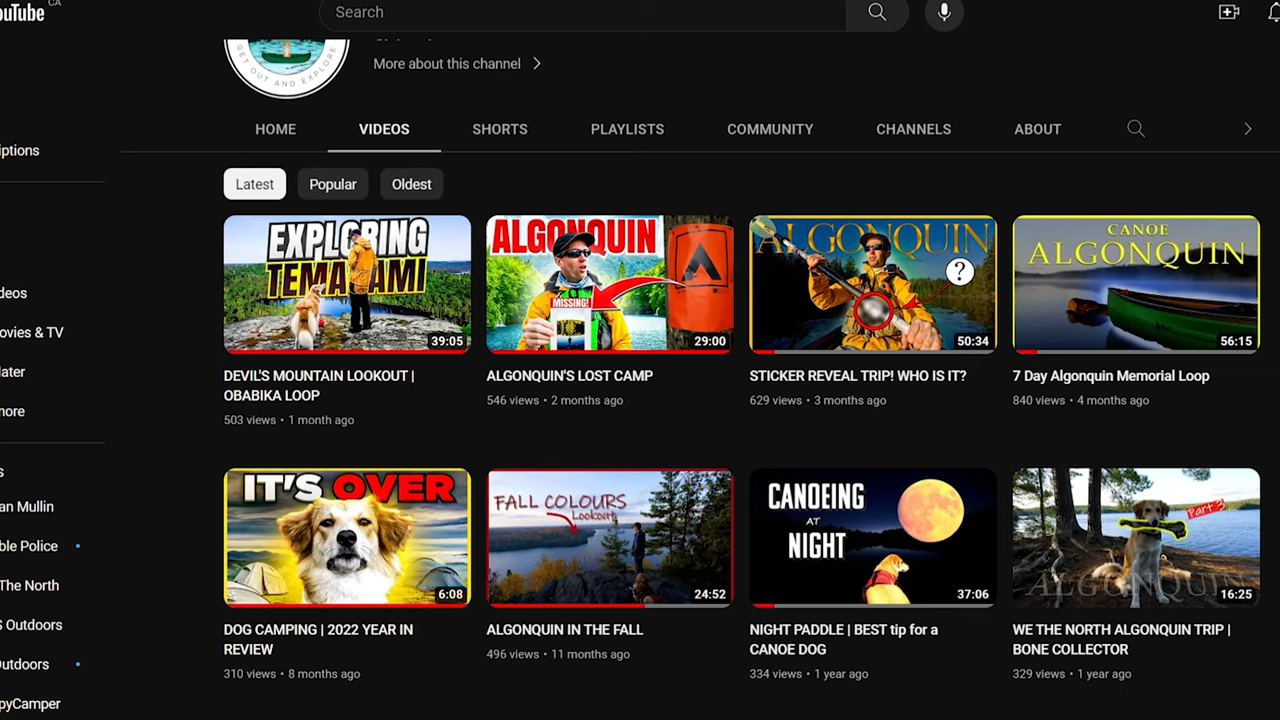 YouTube CA
Search
GET OUT AND EXPLORE
More about this channel
HOME VIDEOS SHORTS PLAYLISTS COMMUNITY CHANNELS ABOUT
iptions
Latest Popular Oldest
EXPLORING
TEMAGAMI
39:05
ALGONQUIN
MISSING!
29:00
ALGONQUIN
?
50:34
CANOE
ALGONQUIN
56:15
deos
ovies & TV
ater
more
DEVIL'S MOUNTAIN LOOKOUT |
OBABIKA LOOP
503 views • 1 month ago
ALGONQUIN'S LOST CAMP
546 views • 2 months ago
STICKER REVEAL TRIP! WHO IS IT?
629 views • 3 months ago
7 Day Algonquin Memorial Loop
840 views • 4 months ago
s
an Mullin
ble Police
The North
S Outdoors
Outdoors
pyCamper
IT'S OVER
6:08
FALL COLOURS
Lookout
24:52
CANOEING
AT
NIGHT
37:06
Part 3
ALGONQUIN
16:25
DOG CAMPING | 2022 YEAR IN
REVIEW
310 views • 8 months ago
ALGONQUIN IN THE FALL
496 views • 11 months ago
NIGHT PADDLE | BEST tip for a
CANOE DOG
334 views • 1 year ago
WE THE NORTH ALGONQUIN TRIP |
BONE COLLECTOR
329 views • 1 year ago